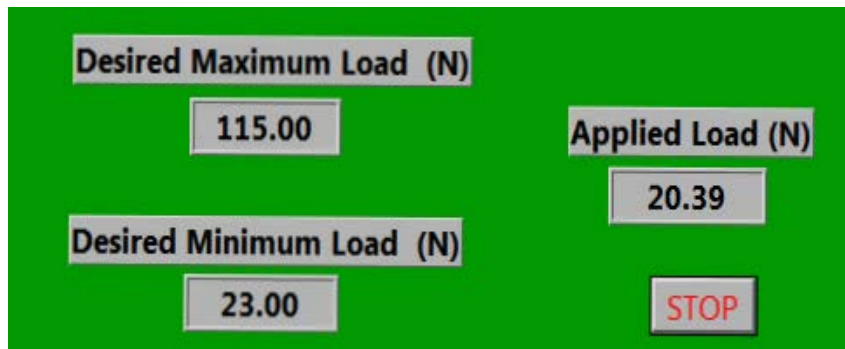 Desired Maximum Load (N)
115.00
Applied Load (N)
20.39
Desired Minimum Load (N)
23.00
STOP